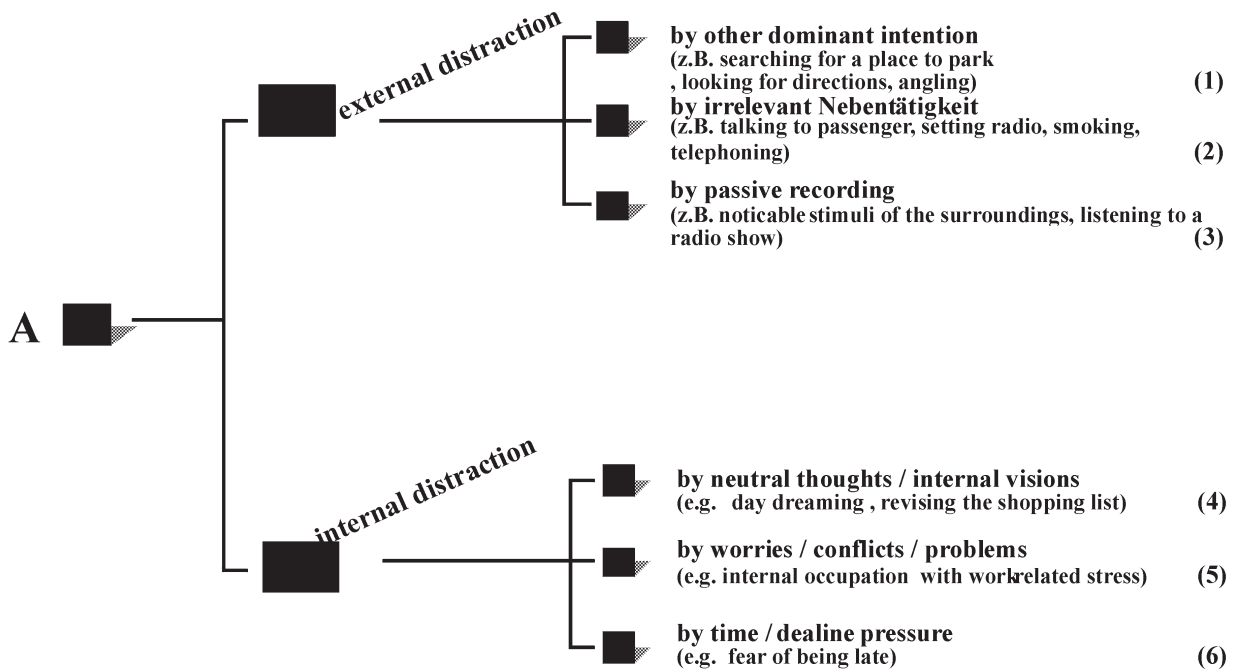 external distraction
by other dominant intention
(z.B. searching for a place to park
, looking for directions, angling) (1)
by irrelevant Nebentätigkeit
(z.B. talking to passenger, setting radio, smoking,
telephoning) (2)
by passive recording
(z.B. noticable stimuli of the surroundings, listening to a
radio show) (3)
A
internal distraction
by neutral thoughts / internal visions
(e.g. day dreaming , revising the shopping list) (4)
by worries / conflicts / problems
(e.g. internal occupation with work-related stress) (5)
by time / dealine pressure
(e.g. fear of being late) (6)